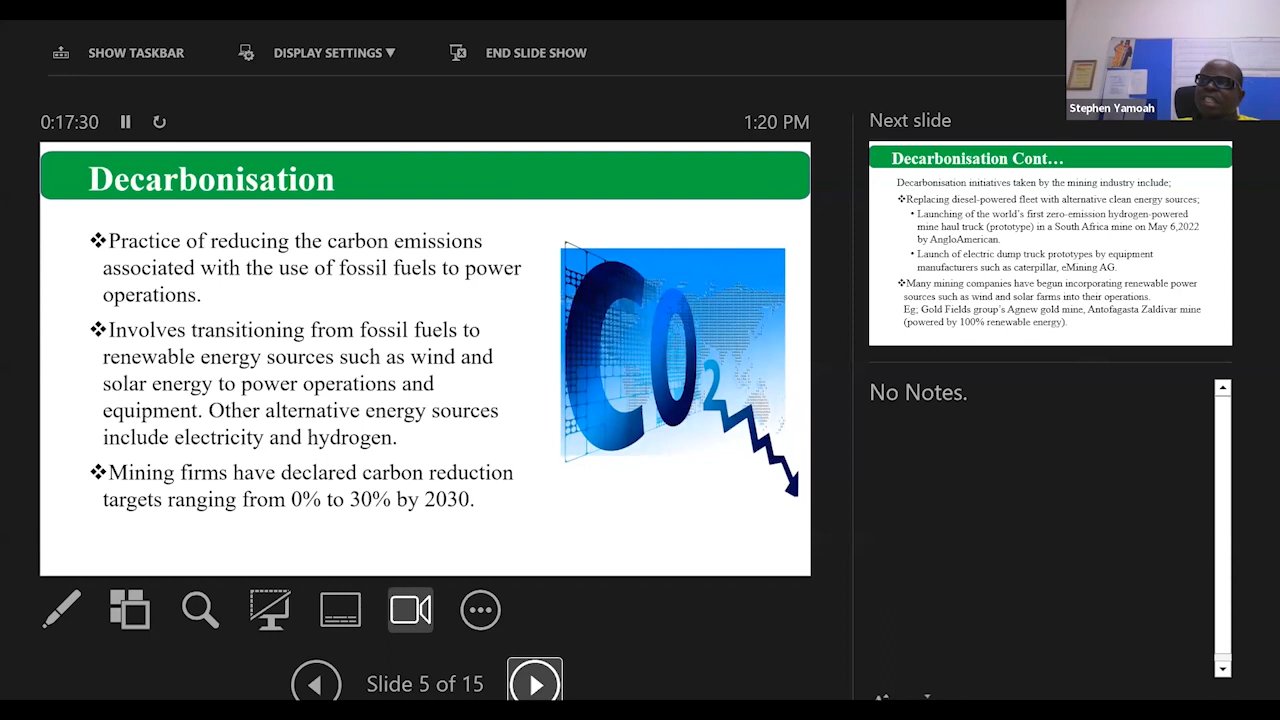 SHOW TASKBAR
DISPLAY SETTINGS ▼
END SLIDE SHOW
Stephen Yamoah
0:17:30
1:20 PM
Decarbonisation
❖Practice of reducing the carbon emissions
associated with the use of fossil fuels to power
operations.
❖Involves transitioning from fossil fuels to
renewable energy sources such as wind and
solar energy to power operations and
equipment. Other alternative energy sources
include electricity and hydrogen.
❖Mining firms have declared carbon reduction
targets ranging from 0% to 30% by 2030.
CO2
Slide 5 of 15
Next slide
Decarbonisation Cont…
Decarbonisation initiatives taken by the mining industry include;
❖Replacing diesel-powered fleet with alternative clean energy sources;
• Launching of the world's first zero-emission hydrogen-powered
mine haul truck (prototype) in a South Africa mine on May 6,2022
by AngloAmerican.
• Launch of electric dump truck prototypes by equipment
manufacturers such as caterpillar, eMining AG.
❖Many mining companies have begun incorporating renewable power
sources such as wind and solar farms into their operations.
Eg; Gold Fields group's Agnew gold mine, Antofagasta Zaldívar mine
(powered by 100% renewable energy).
No Notes.